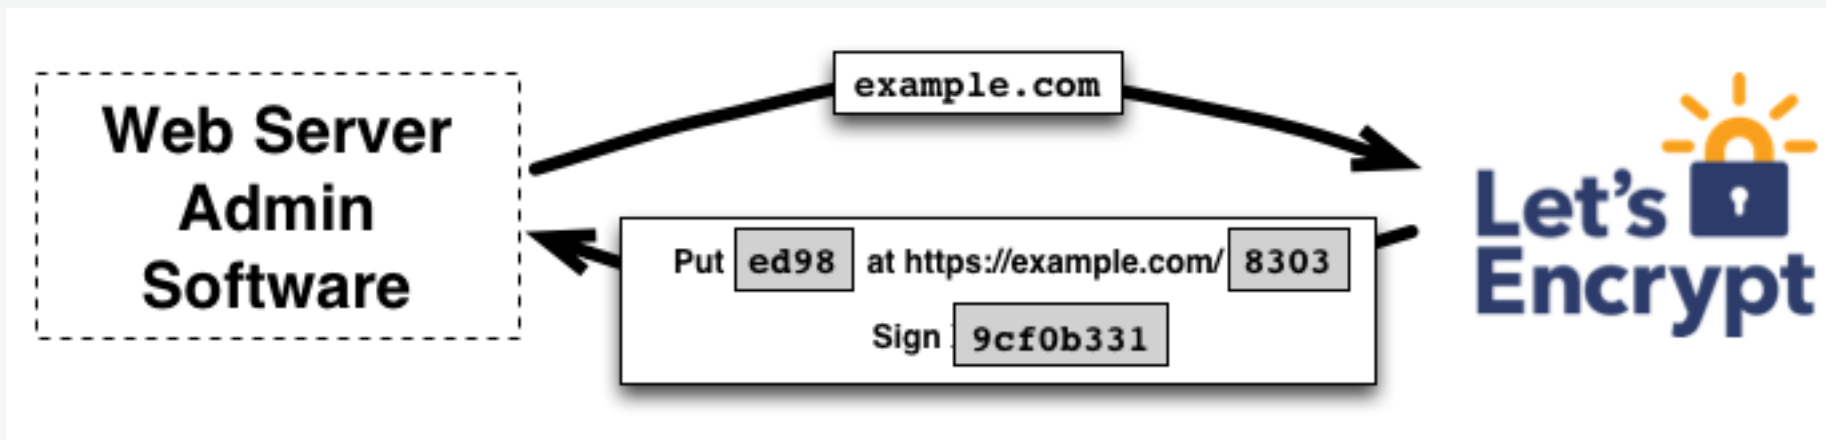 Web Server
Admin
Software
example.com
Put ed98 at https://example.com/ 8303
Sign 9cf0b331
Let's
Encrypt